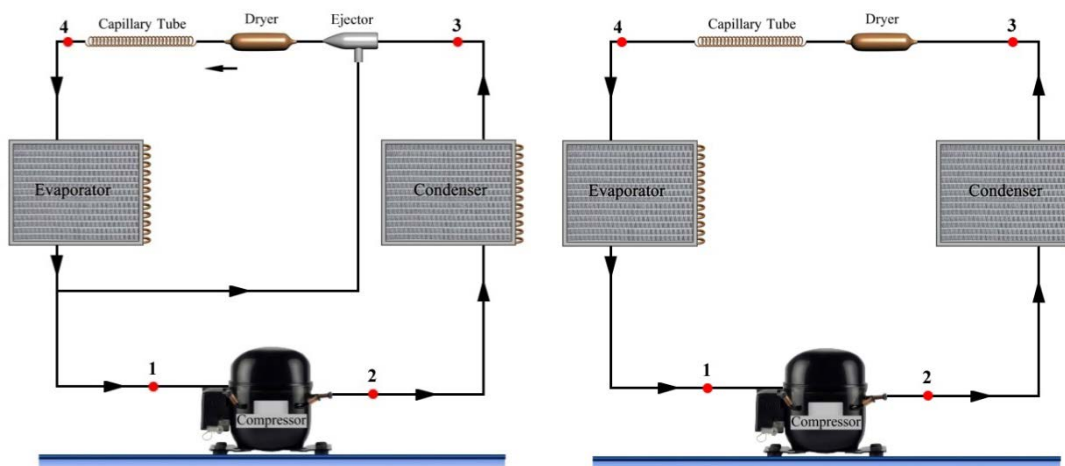 4
Capillary Tube
Dryer
Ejector
3
Evaporator
Condenser
1
2
Compressor
4
Capillary Tube
Dryer
3
Evaporator
Condenser
1
2
Compressor